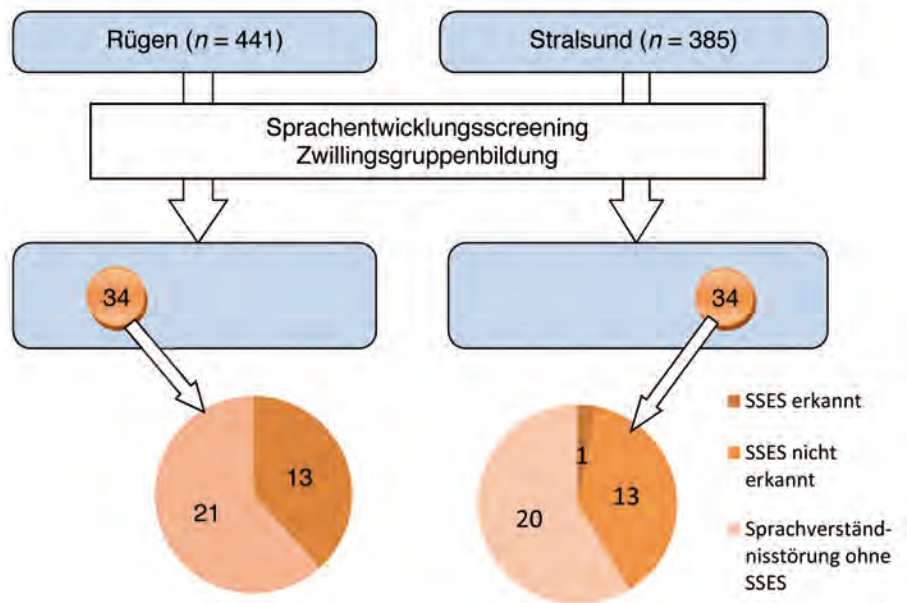 Rügen (n = 441)
Stralsund (n = 385)
Sprachentwicklungsscreening
Zwillingsgruppenbildung
34
34
13
21
1
13
20
SSES erkannt
SSES nicht
erkannt
Sprachverständ-
nisstörung ohne
SSES